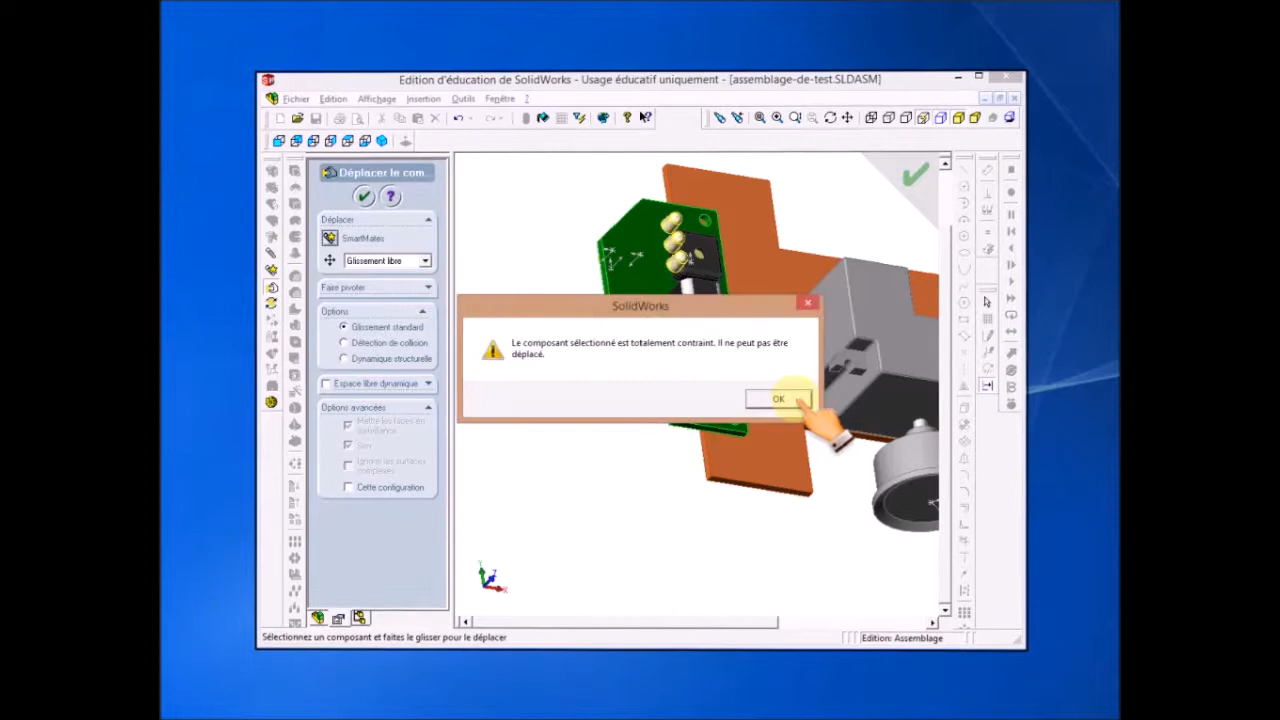 Edition d'éducation de SolidWorks - Usage éducatif uniquement - [assemblage-de-test.SLDASM]
Fichier Edition Affichage Insertion Outils Fenêtre ?
Déplacer le com...
Déplacer
SmartMates
Glissement libre
Faire pivoter
Options
Glissement standard
Détection de collision
Dynamique structurelle
Espace libre dynamique
Options avancées
Mettre les faces en
surveillance
Son
Ignorer les surfaces
complexes
Cette configuration
SolidWorks
Le composant sélectionné est totalement contraint. Il ne peut pas être
déplacé.
OK
Y
Z
X
Sélectionnez un composant et faites le glisser pour le déplacer
Edition: Assemblage